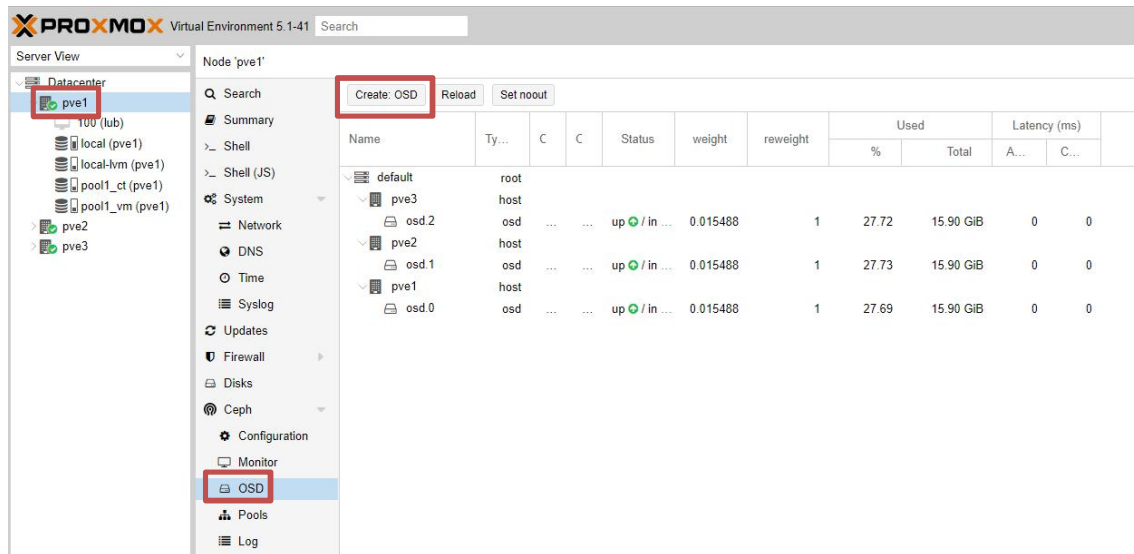 PROXMOX Virtual Environment 5.1-41 Search
Server View
Datacenter
pve1
100 (lub)
local (pve1)
local-lvm (pve1)
pool1_ct (pve1)
pool1_vm (pve1)
pve2
pve3
Node 'pve1'
Search
Summary
Shell
Shell (JS)
System
Network
DNS
Time
Syslog
Updates
Firewall
Disks
Ceph
Configuration
Monitor
OSD
Pools
Log
Create: OSD Reload Set noout
Name Ty... C C Status weight reweight Used Latency (ms)
% Total A... C...
default root
pve3 host
osd.2 osd ... ... up / in ... 0.015488 1 27.72 15.90 GiB 0 0
pve2 host
osd.1 osd ... ... up / in ... 0.015488 1 27.73 15.90 GiB 0 0
pve1 host
osd.0 osd ... ... up / in ... 0.015488 1 27.69 15.90 GiB 0 0